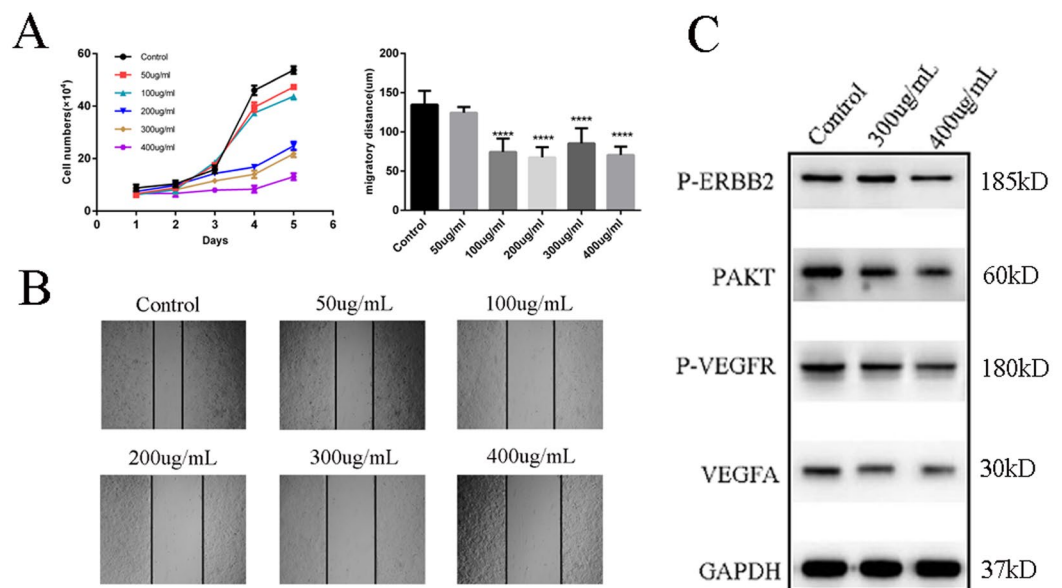 A
Cell numbers(×10⁴)
60
40
20
0
0
1
2
3
4
5
6
Days
Control
50ug/ml
100ug/ml
200ug/ml
300ug/ml
400ug/ml
migratory distance(um)
200
150
100
50
0
****
****
****
****
Control
50ug/ml
100ug/ml
200ug/ml
300ug/ml
400ug/ml
B
Control
50ug/mL
100ug/mL
200ug/mL
300ug/mL
400ug/mL
C
Control
300ug/mL
400ug/mL
P-ERBB2
185kD
PAKT
60kD
P-VEGFR
180kD
VEGFA
30kD
GAPDH
37kD